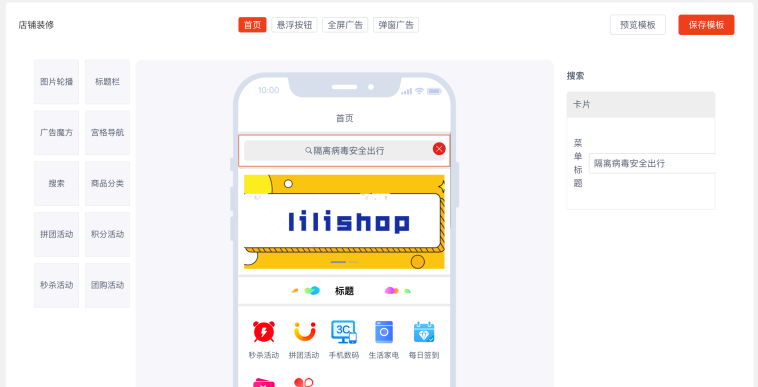 店铺装修
首页 悬浮按钮 全屏广告 弹窗广告
预览模板 保存模板
图片轮播 标题栏
广告魔方 宫格导航
搜索 商品分类
拼团活动 积分活动
秒杀活动 团购活动
10:00
首页
隔离病毒安全出行
lilishop
标题
3C
秒杀活动 拼团活动 手机数码 生活家电 每日签到
搜索
卡片
菜单标题
隔离病毒安全出行